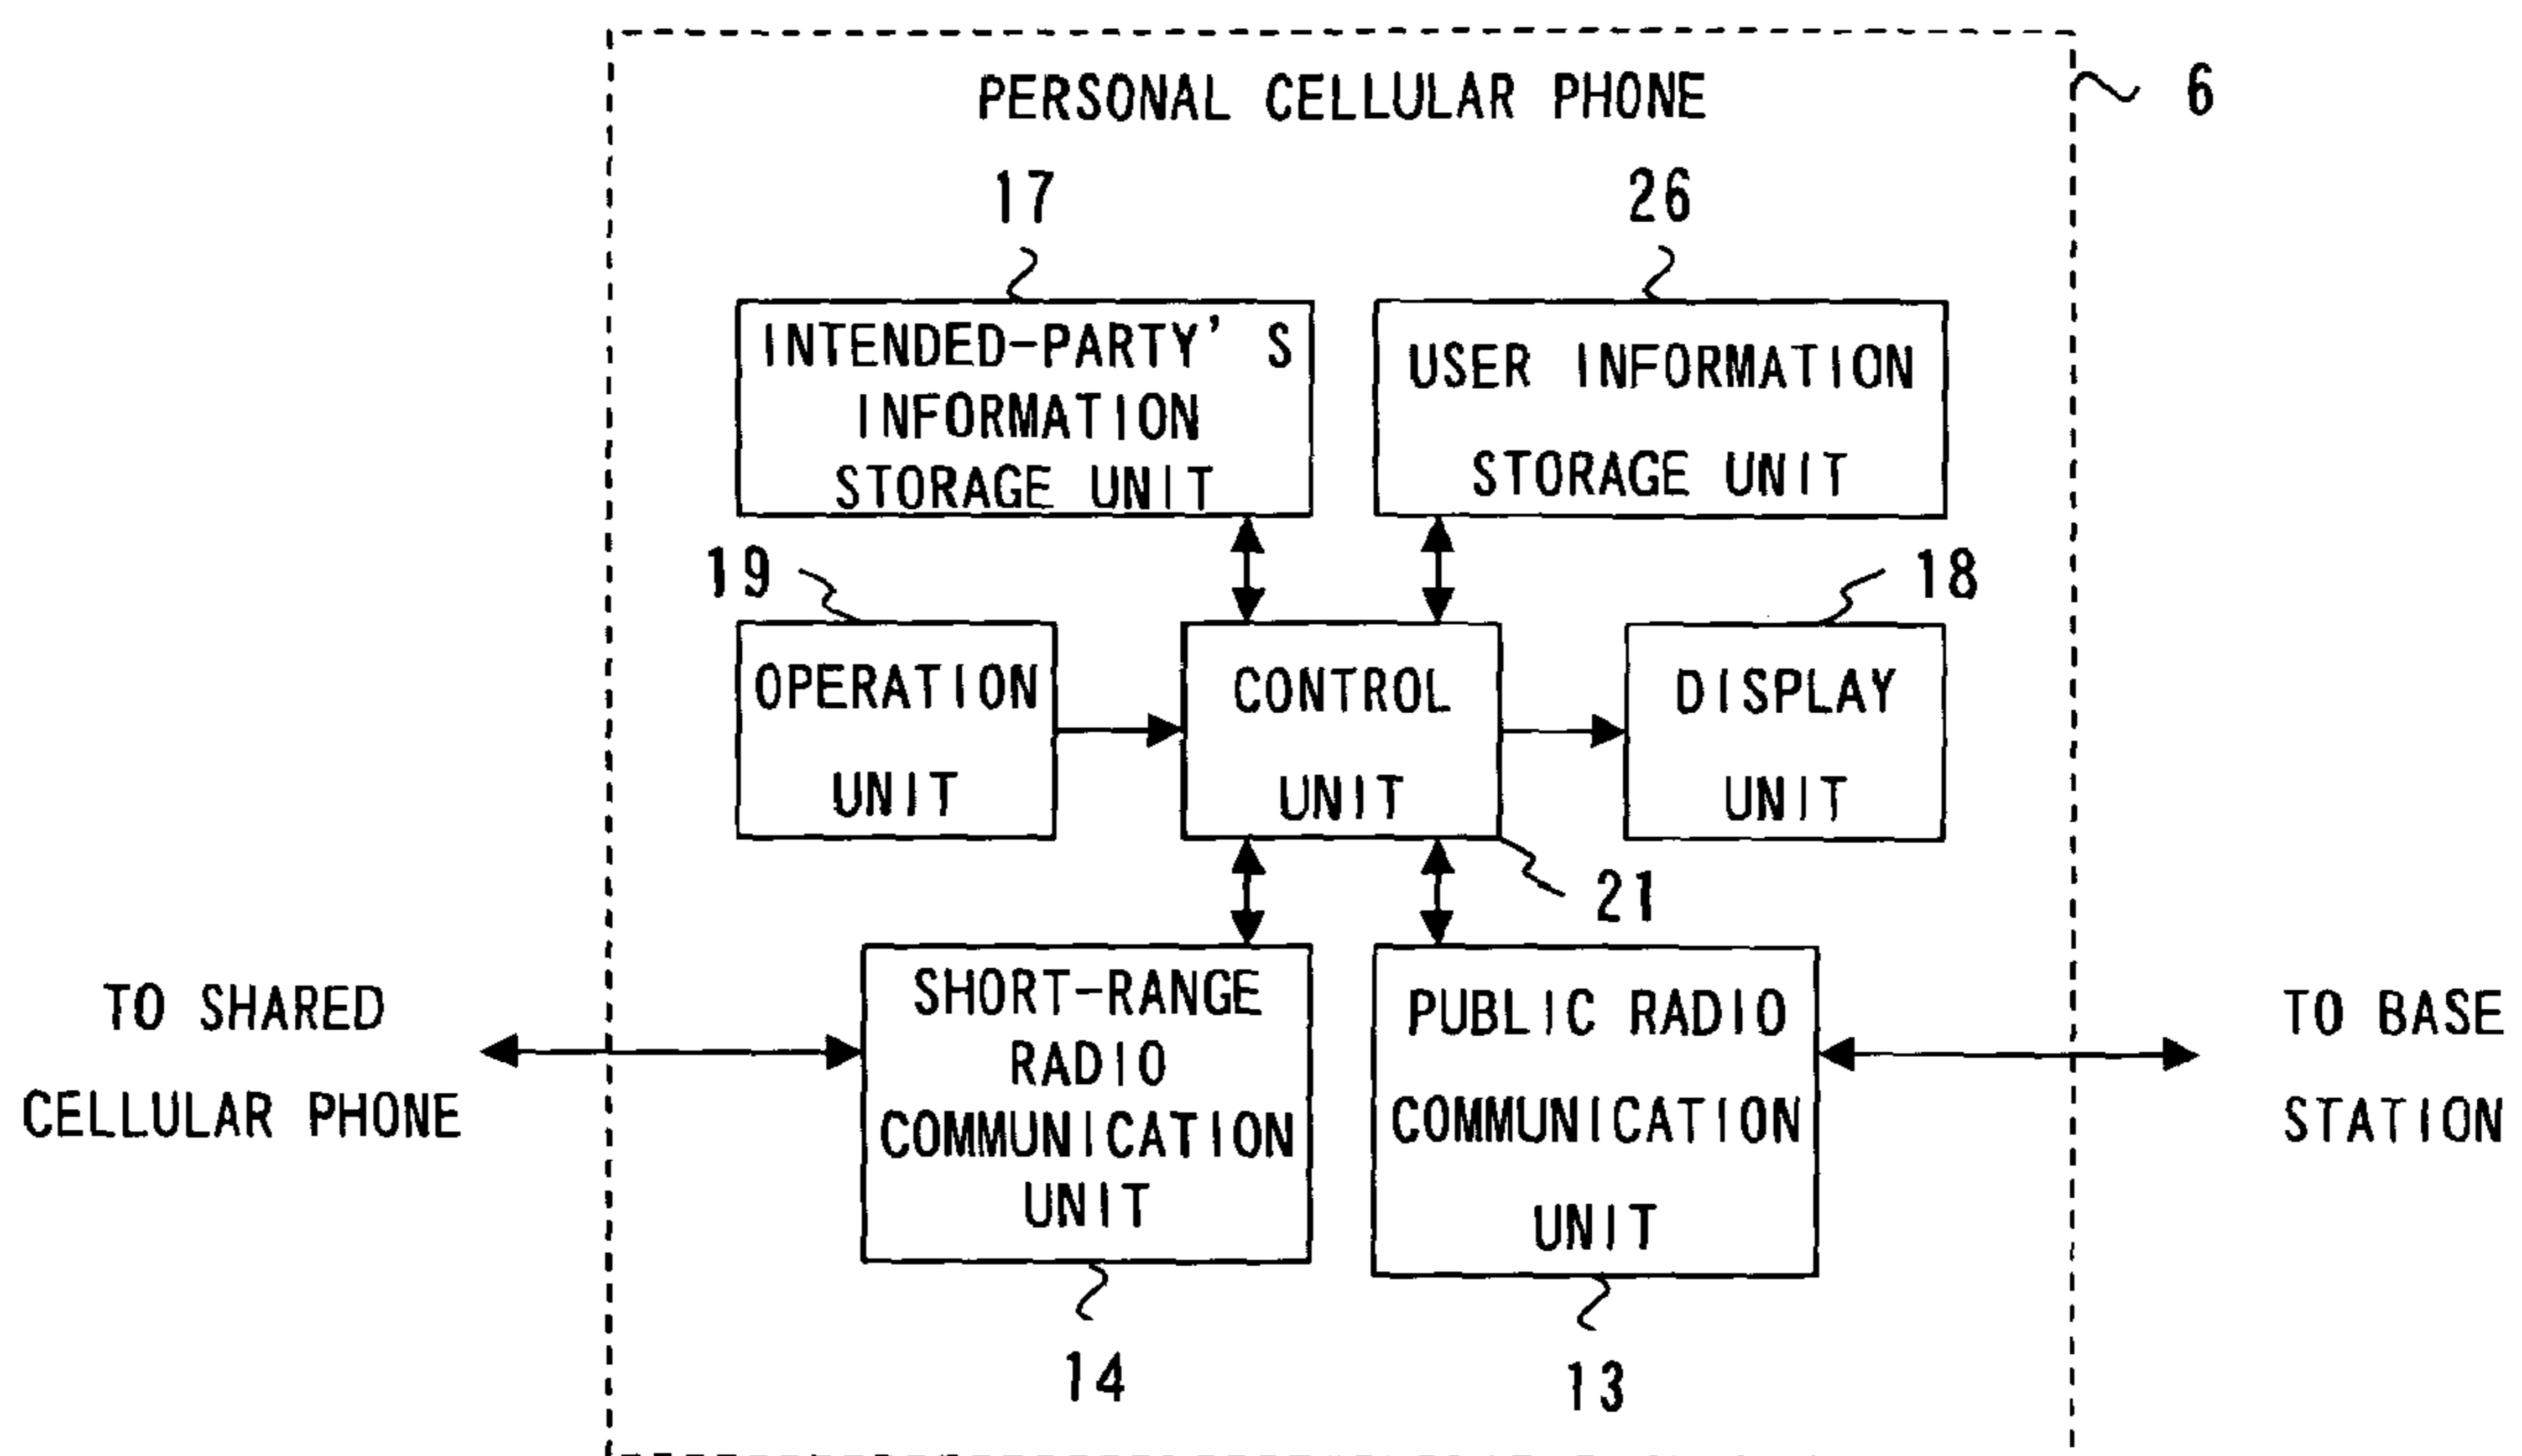 PERSONAL CELLULAR PHONE
6
17
26
INTENDED-PARTY'S
INFORMATION
STORAGE UNIT
USER INFORMATION
STORAGE UNIT
19
18
OPERATION
UNIT
CONTROL
UNIT
DISPLAY
UNIT
21
TO SHARED
CELLULAR PHONE
SHORT-RANGE
RADIO
COMMUNICATION
UNIT
PUBLIC RADIO
COMMUNICATION
UNIT
TO BASE
STATION
14
13